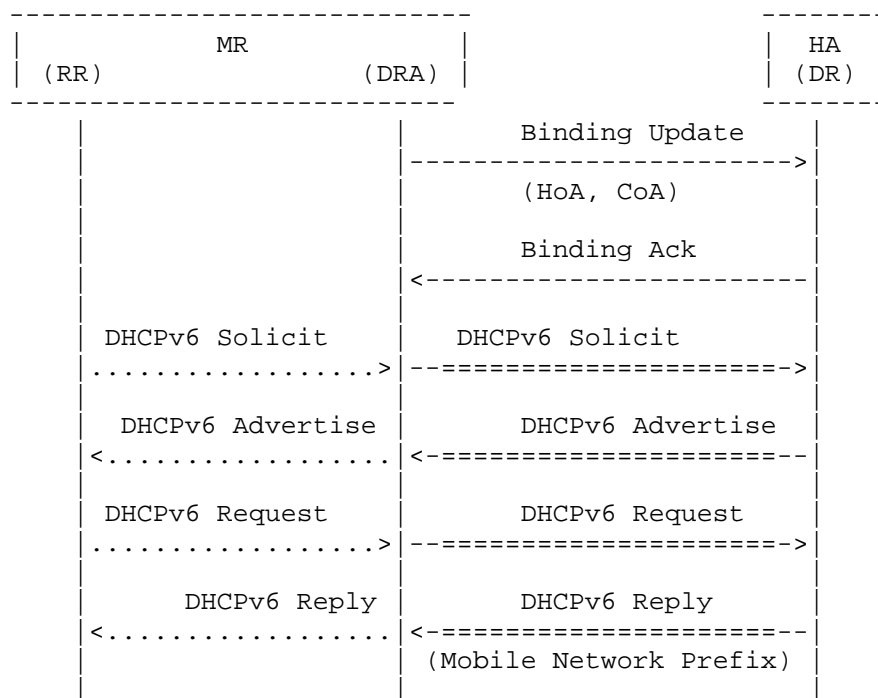 MR HA
(RR) (DRA) (DR)
Binding Update
(HoA, CoA)
Binding Ack
DHCPv6 Solicit DHCPv6 Solicit
DHCPv6 Advertise DHCPv6 Advertise
DHCPv6 Request DHCPv6 Request
DHCPv6 Reply DHCPv6 Reply
(Mobile Network Prefix)